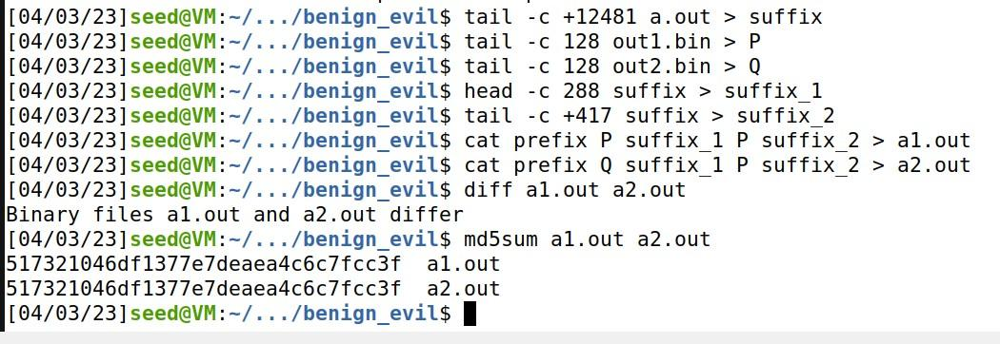 [04/03/23]seed@VM:~/.../benign_evil$ tail -c +12481 a.out > suffix
[04/03/23]seed@VM:~/.../benign_evil$ tail -c 128 out1.bin > P
[04/03/23]seed@VM:~/.../benign_evil$ tail -c 128 out2.bin > Q
[04/03/23]seed@VM:~/.../benign_evil$ head -c 288 suffix > suffix_1
[04/03/23]seed@VM:~/.../benign_evil$ tail -c +417 suffix > suffix_2
[04/03/23]seed@VM:~/.../benign_evil$ cat prefix P suffix_1 P suffix_2 > a1.out
[04/03/23]seed@VM:~/.../benign_evil$ cat prefix Q suffix_1 P suffix_2 > a2.out
[04/03/23]seed@VM:~/.../benign_evil$ diff a1.out a2.out
Binary files a1.out and a2.out differ
[04/03/23]seed@VM:~/.../benign_evil$ md5sum a1.out a2.out
517321046df1377e7deaea4c6c7fcc3f  a1.out
517321046df1377e7deaea4c6c7fcc3f  a2.out
[04/03/23]seed@VM:~/.../benign_evil$